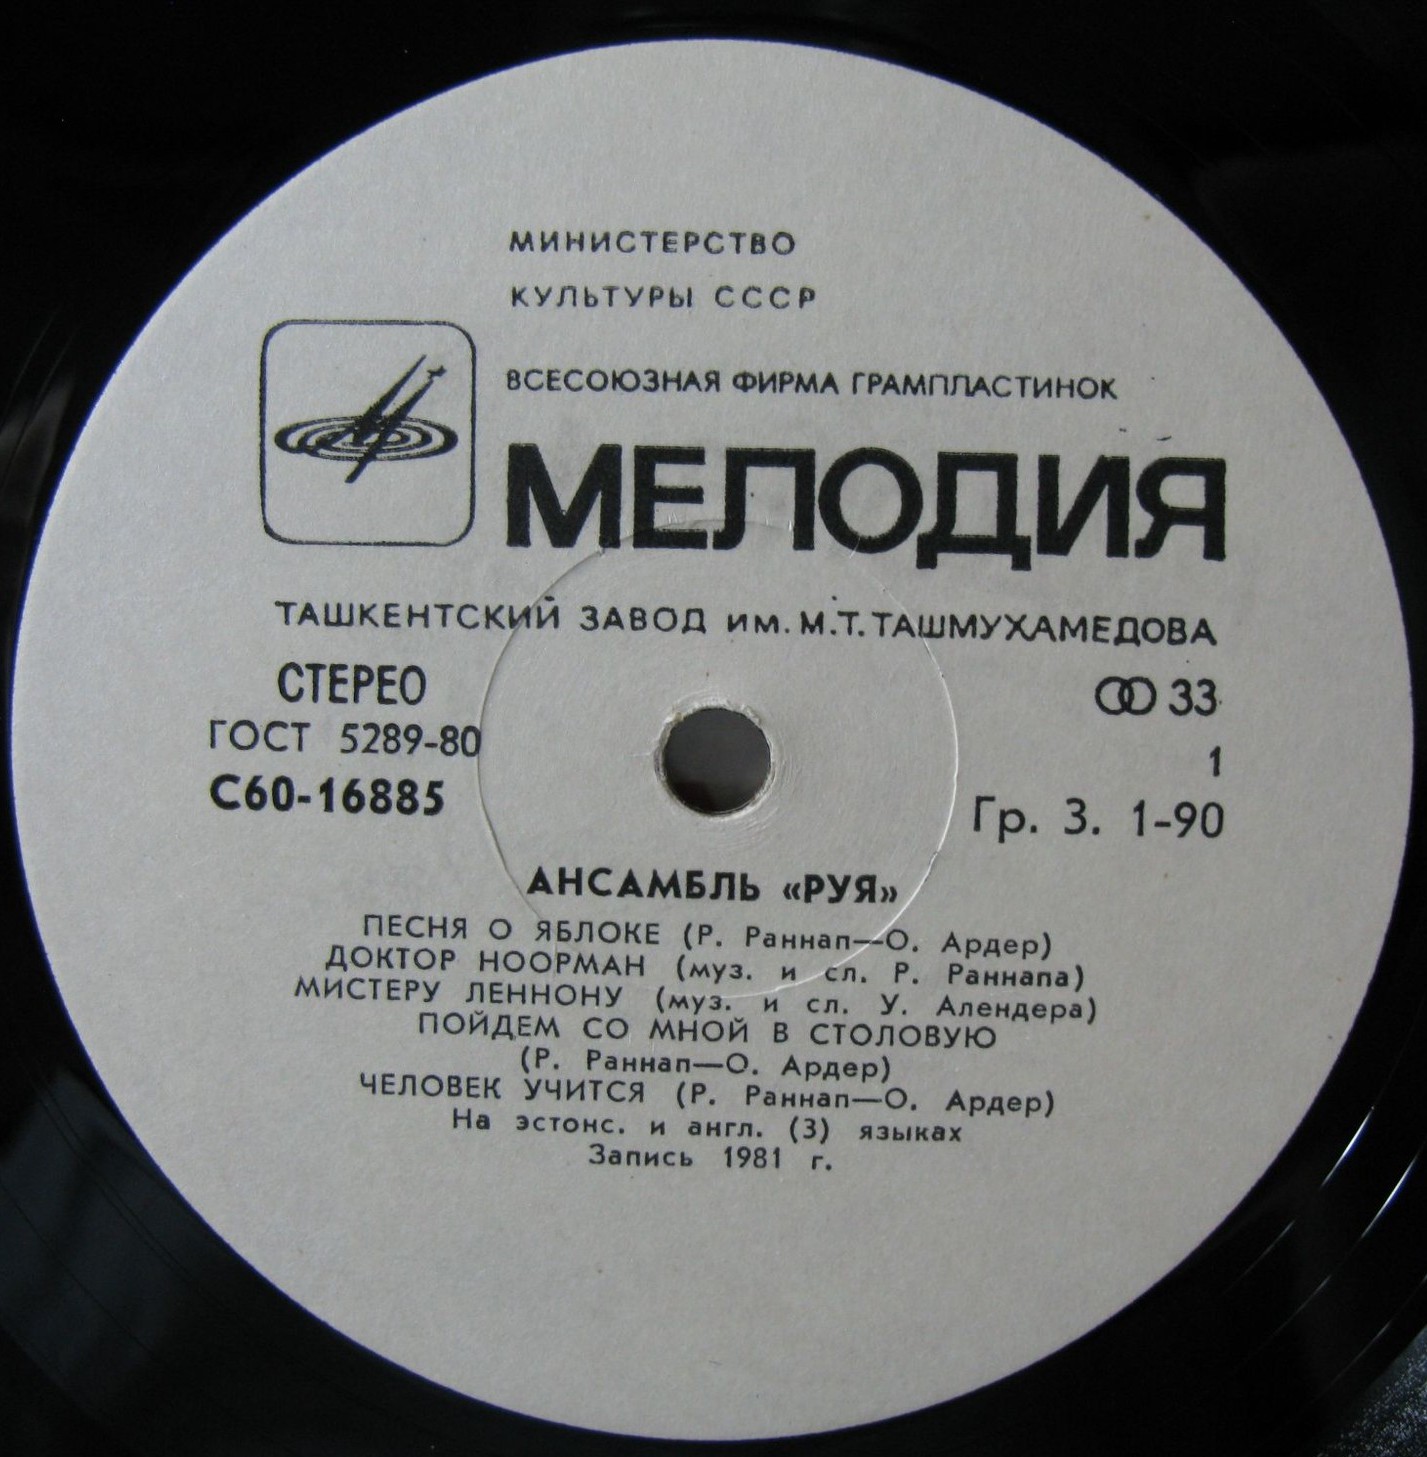 МИНИСТЕРСТВО
КУЛЬТУРЫ СССР
ВСЕСОЮЗНАЯ ФИРМА ГРАМПЛАСТИНОК
МЕЛОДИЯ
ТАШКЕНТСКИЙ ЗАВОД им. М.Т. ТАШМУХАМЕДОВА
СТЕРЕО
33
ГОСТ 5289-80
1
С60-16885
Гр. 3. 1-90
АНСАМБЛЬ «РУЯ»
ПЕСНЯ О ЯБЛОКЕ (Р. Раннап—О. Ардер)
ДОКТОР НООРМАН (муз. и сл. Р. Раннапа)
МИСТЕРУ ЛЕННОНУ (муз. и сл. У. Алендера)
ПОЙДЕМ СО МНОЙ В СТОЛОВУЮ
(Р. Раннап—О. Ардер)
ЧЕЛОВЕК УЧИТСЯ (Р. Раннап—О. Ардер)
На эстонс. и англ. (3) языках
Запись 1981 г.